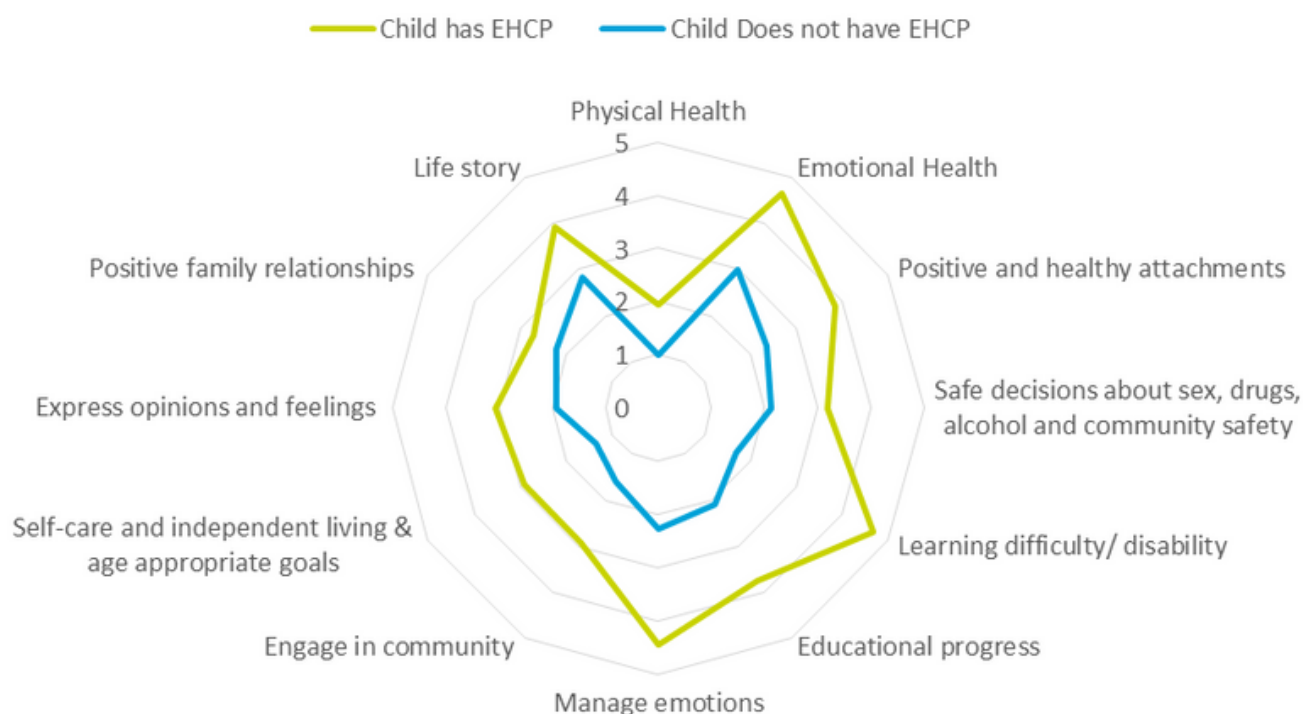 Child has EHCP
Child Does not have EHCP
Physical Health
5
Life story
Emotional Health
4
3
Positive family relationships
Positive and healthy attachments
2
1
Express opinions and feelings
0
Safe decisions about sex, drugs,
alcohol and community safety
Self-care and independent living &
age appropriate goals
Learning difficulty/ disability
Engage in community
Educational progress
Manage emotions